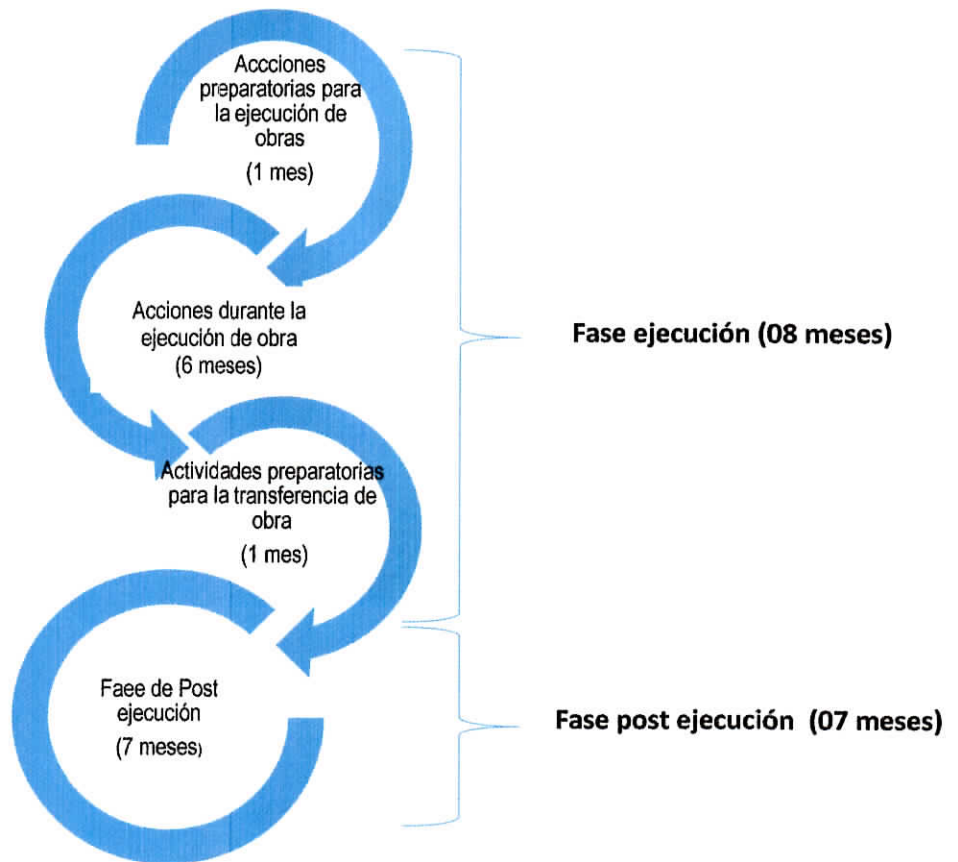 Accciones
preparatorias para
la ejecución de
obras
(1 mes)
Acciones durante la
ejecución de obra
(6 meses)
Actividades preparatorias
para la transferencia de
obra
(1 mes)
Faee de Post
ejecución
(7 meses)
Fase ejecución (08 meses)
Fase post ejecución (07 meses)